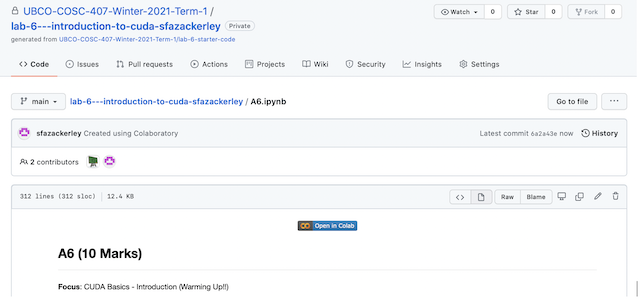 UBCO-COSC-407-Winter-2021-Term-1 /
lab-6---introduction-to-cuda-sfazackerley Private
generated from UBCO-COSC-407-Winter-2021-Term-1/lab-6-starter-code
Watch 0 Star 0 Fork 0
Code Issues Pull requests Actions Projects Wiki Security Insights Settings
main lab-6---introduction-to-cuda-sfazackerley / A6.ipynb Go to file ...
sfazackerley Created using Colaboratory Latest commit 6a2a43e now History
2 contributors
312 lines (312 sloc) 12.4 KB <> Raw Blame
Open in Colab
A6 (10 Marks)
Focus: CUDA Basics - Introduction (Warming Up!!)